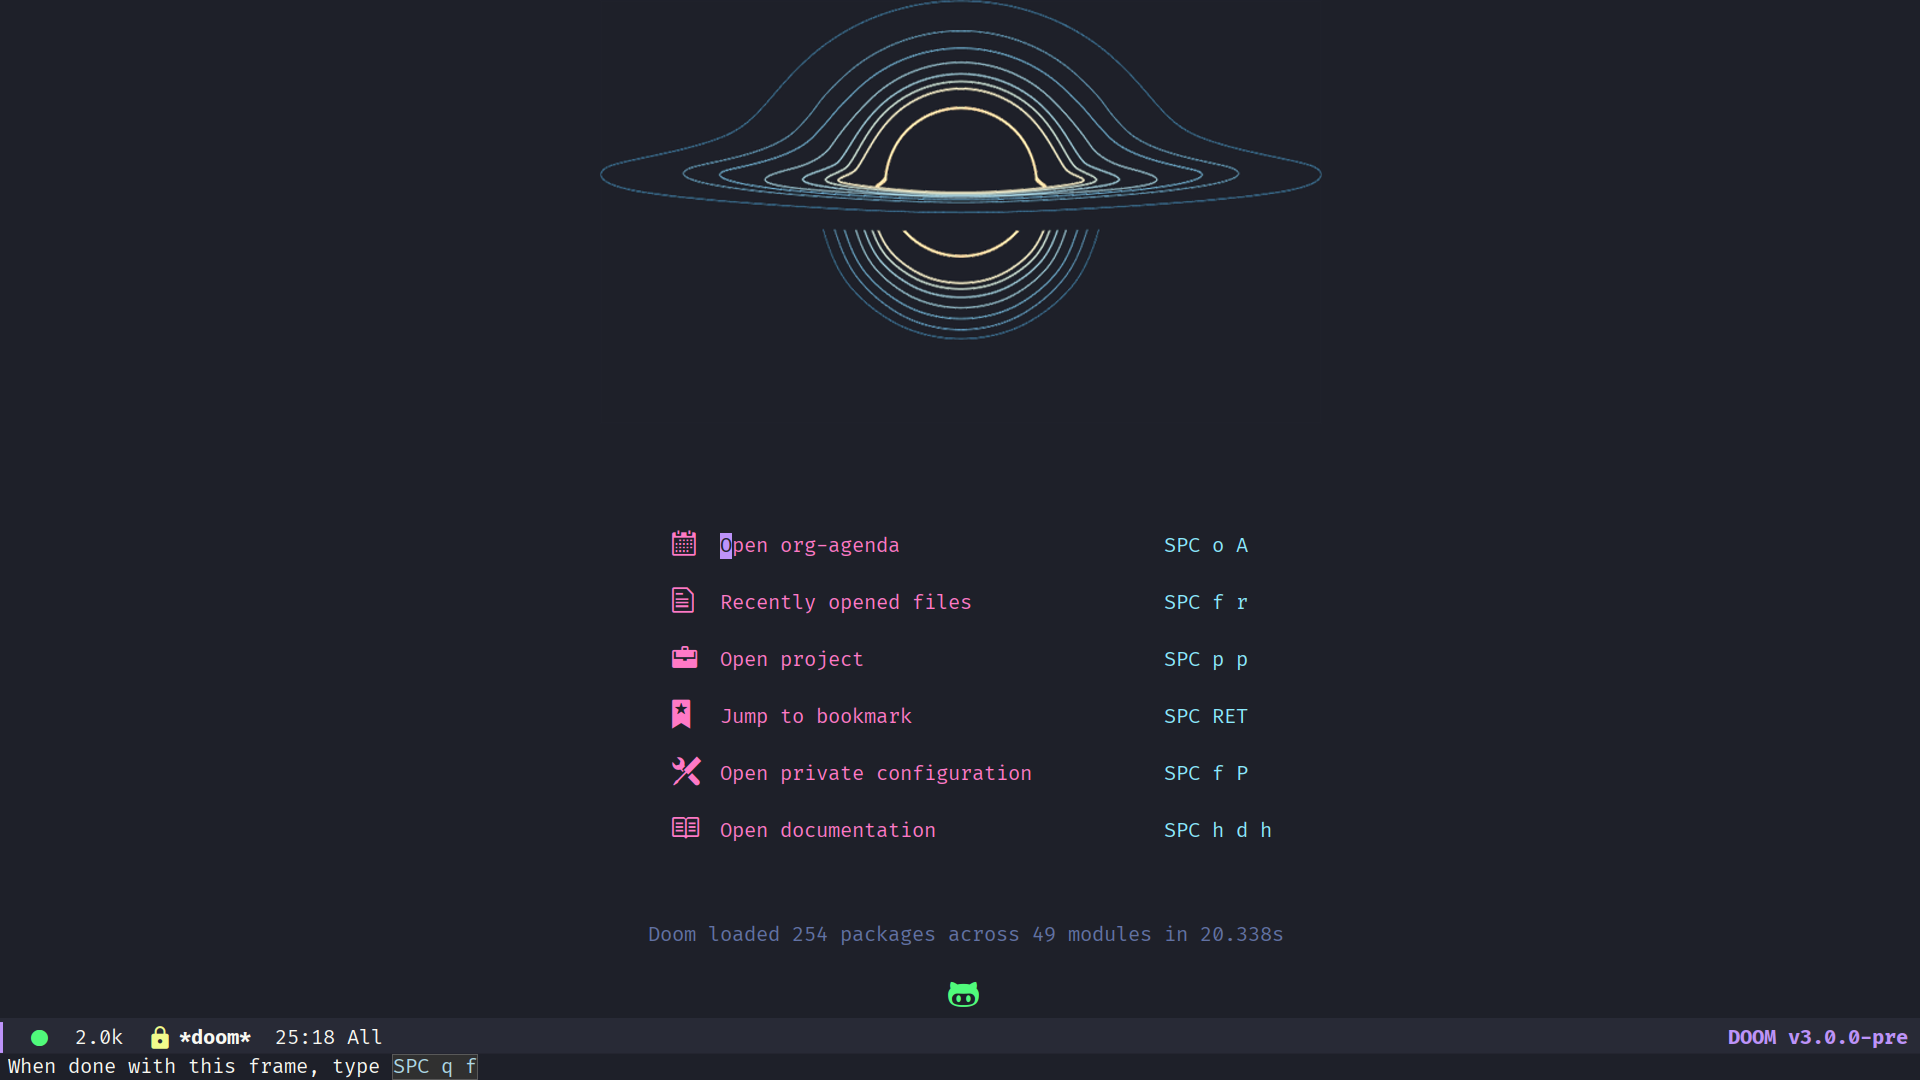 Open org-agenda SPC o A
Recently opened files SPC f r
Open project SPC p p
Jump to bookmark SPC RET
Open private configuration SPC f P
Open documentation SPC h d h
Doom loaded 254 packages across 49 modules in 20.338s
2.0k *doom* 25:18 All DOOM v3.0.0-pre
When done with this frame, type SPC q f